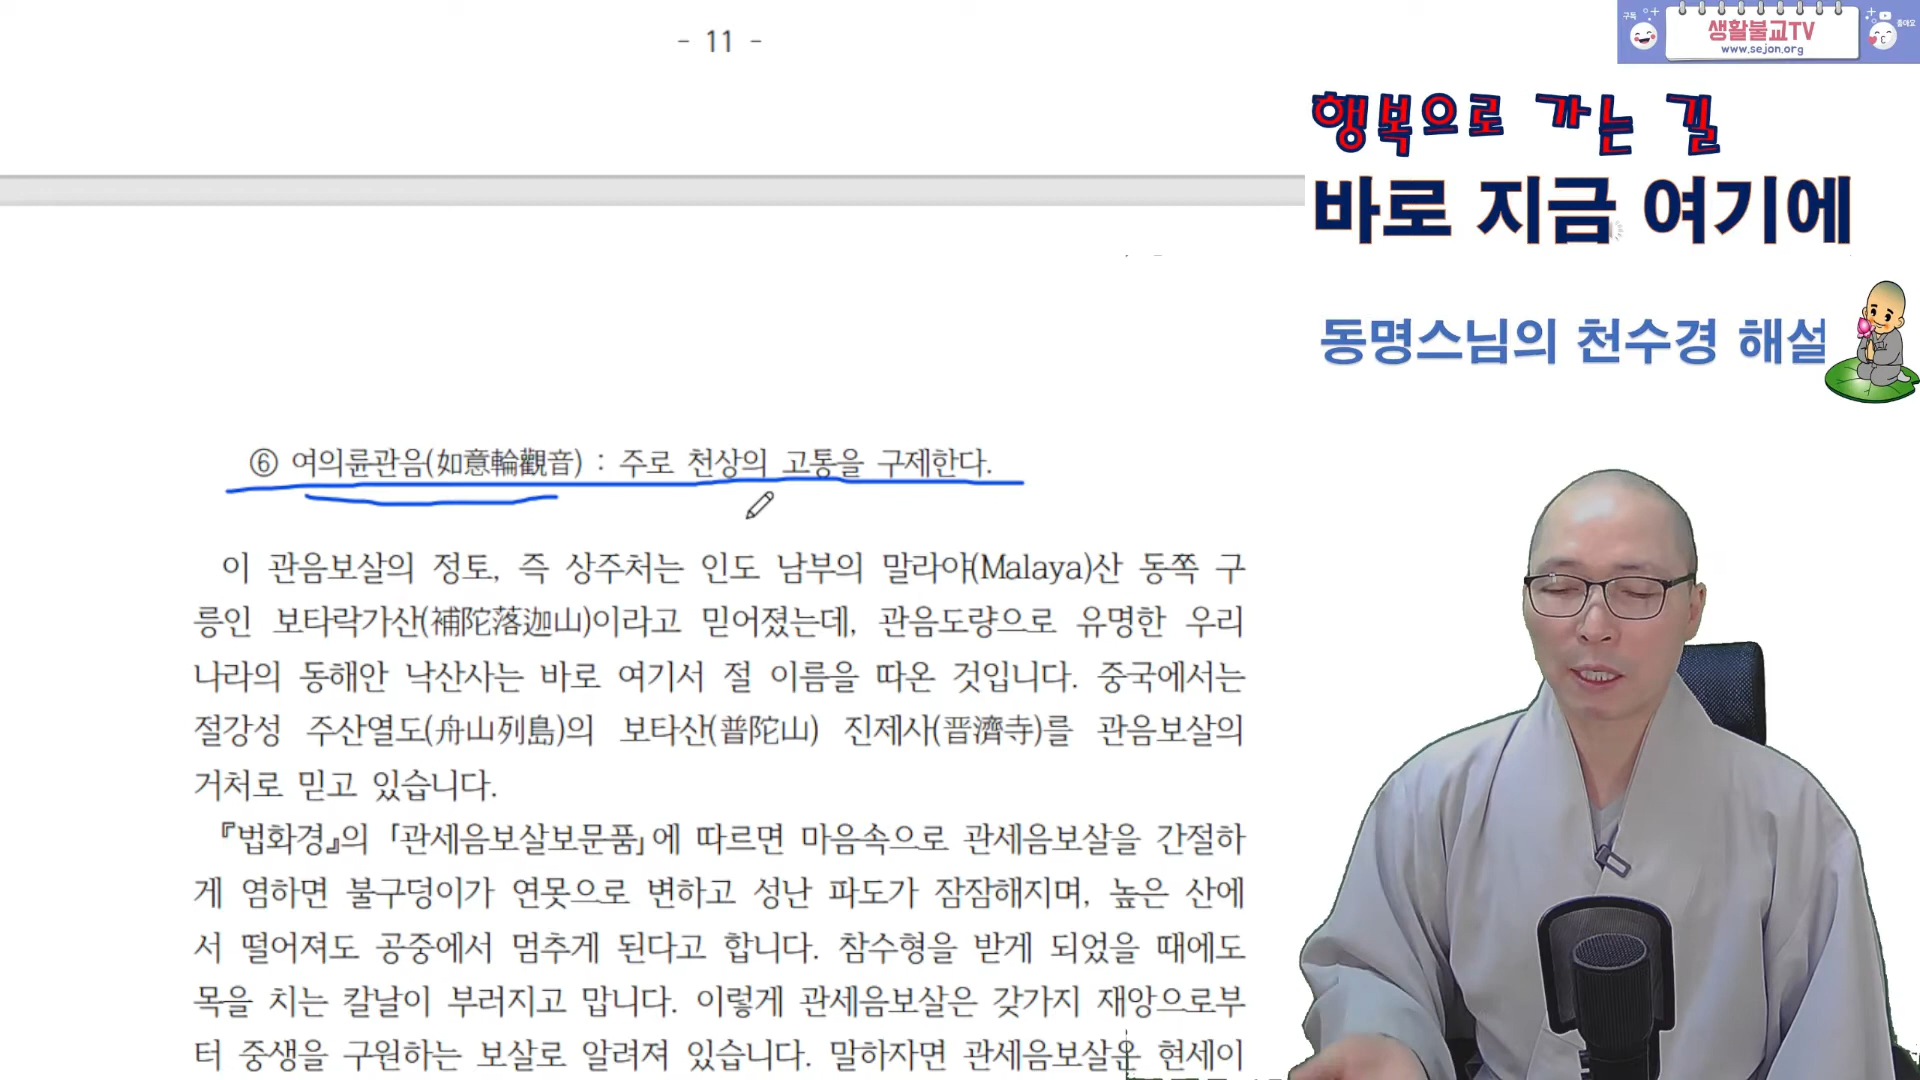 - 11 -
구독
생활불교TV
www.sejon.org
좋아요
행복으로 가는 길
바로 지금 여기에
동명스님의 천수경 해설
⑥ 여의륜관음(如意輪觀音) : 주로 천상의 고통을 구제한다.
이 관음보살의 정토, 즉 상주처는 인도 남부의 말라야(Malaya)산 동쪽 구
릉인 보타락가산(補陀落迦山)이라고 믿어졌는데, 관음도량으로 유명한 우리
나라의 동해안 낙산사는 바로 여기서 절 이름을 따온 것입니다. 중국에서는
절강성 주산열도(舟山列島)의 보타산(普陀山) 진제사(晋濟寺)를 관음보살의
거처로 믿고 있습니다.
『법화경』의 「관세음보살보문품」에 따르면 마음속으로 관세음보살을 간절하
게 염하면 불구덩이가 연못으로 변하고 성난 파도가 잠잠해지며, 높은 산에
서 떨어져도 공중에서 멈추게 된다고 합니다. 참수형을 받게 되었을 때에도
목을 치는 칼날이 부러지고 맙니다. 이렇게 관세음보살은 갖가지 재앙으로부
터 중생을 구원하는 보살로 알려져 있습니다. 말하자면 관세음보살은 현세이